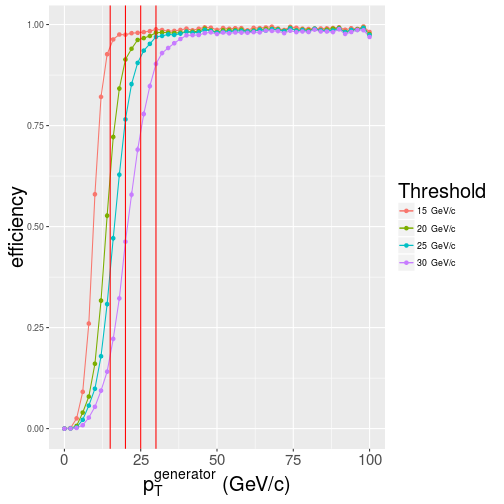 1.00
0.75
0.50
0.25
0.00
efficiency
0 25 50 75 100
p_T^generator (GeV/c)
Threshold
15 GeV/c
20 GeV/c
25 GeV/c
30 GeV/c